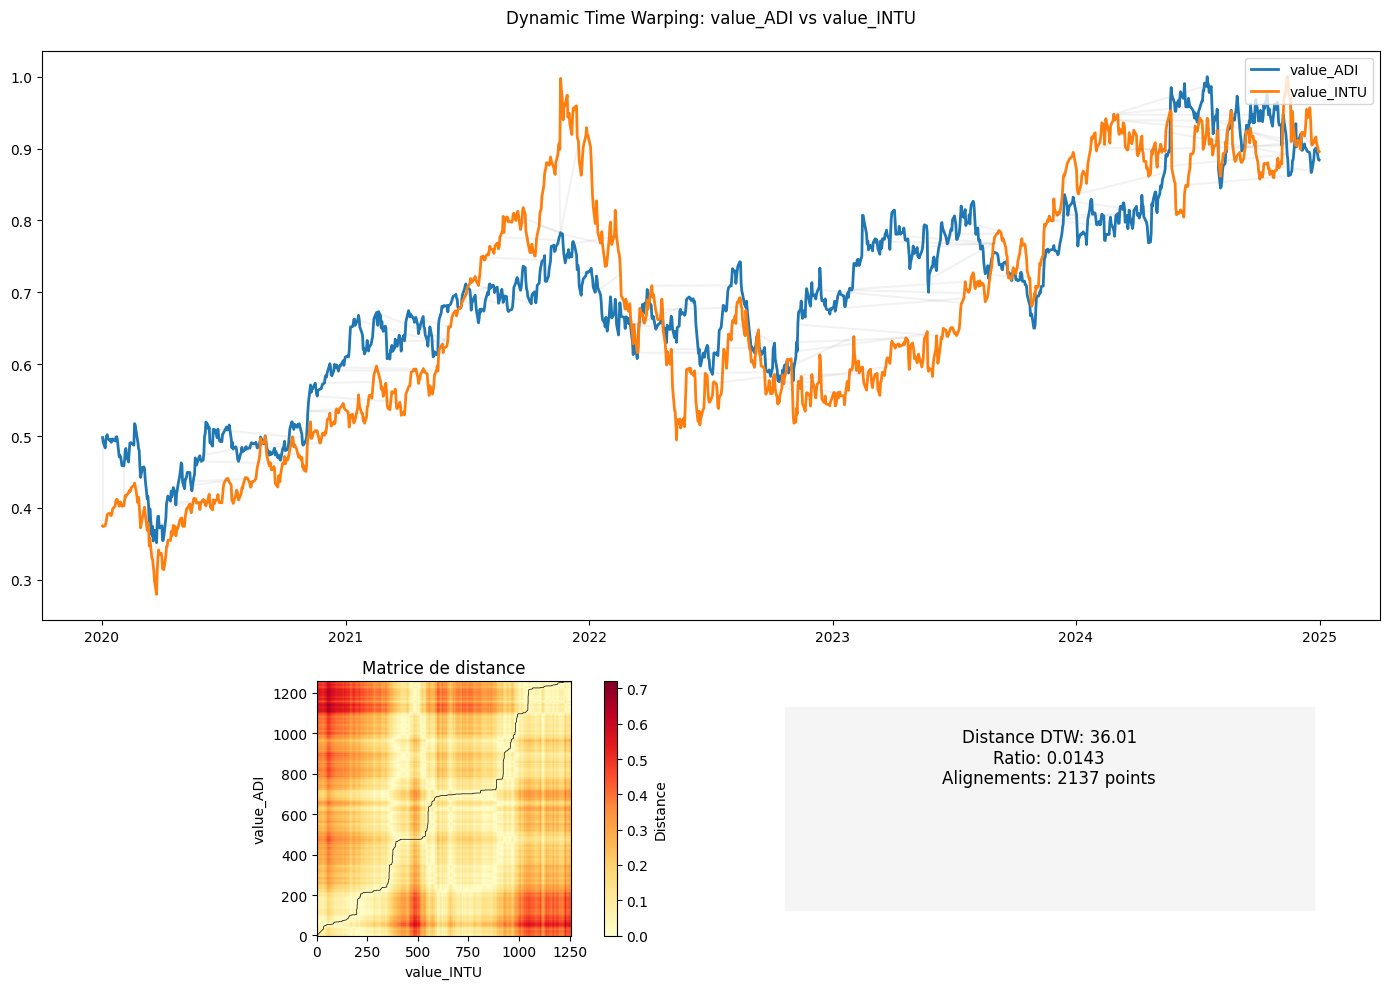 Dynamic Time Warping: value_ADI vs value_INTU
value_ADI
value_INTU
1.0
0.9
0.8
0.7
0.6
0.5
0.4
0.3
2020 2021 2022 2023 2024 2025
Matrice de distance
value_ADI
1200
1000
800
600
400
200
0
0 250 500 750 1000 1250
value_INTU
0.7
0.6
0.5
0.4
0.3
0.2
0.1
0.0
Distance
Distance DTW: 36.01
Ratio: 0.0143
Alignements: 2137 points